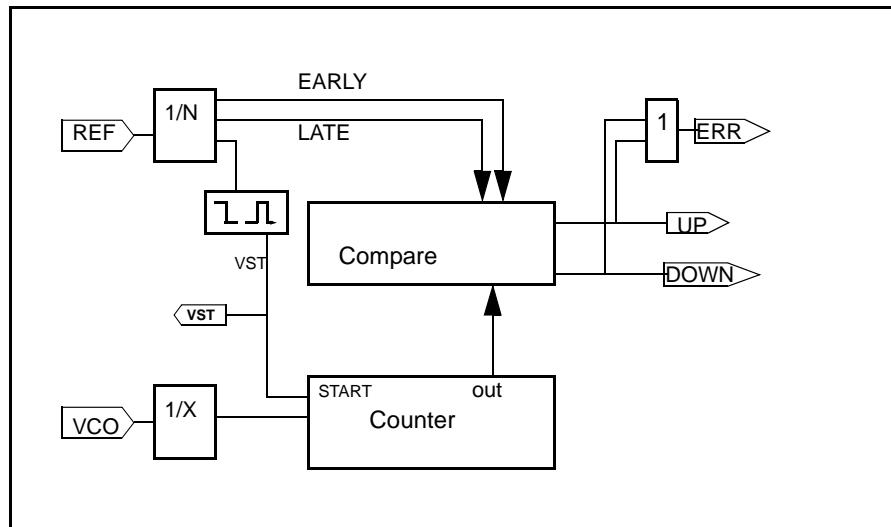 EARLY
1/N
REF
LATE
1
ERR
UP
VST
Compare
DOWN
VST
START
out
1/X
VCO
Counter